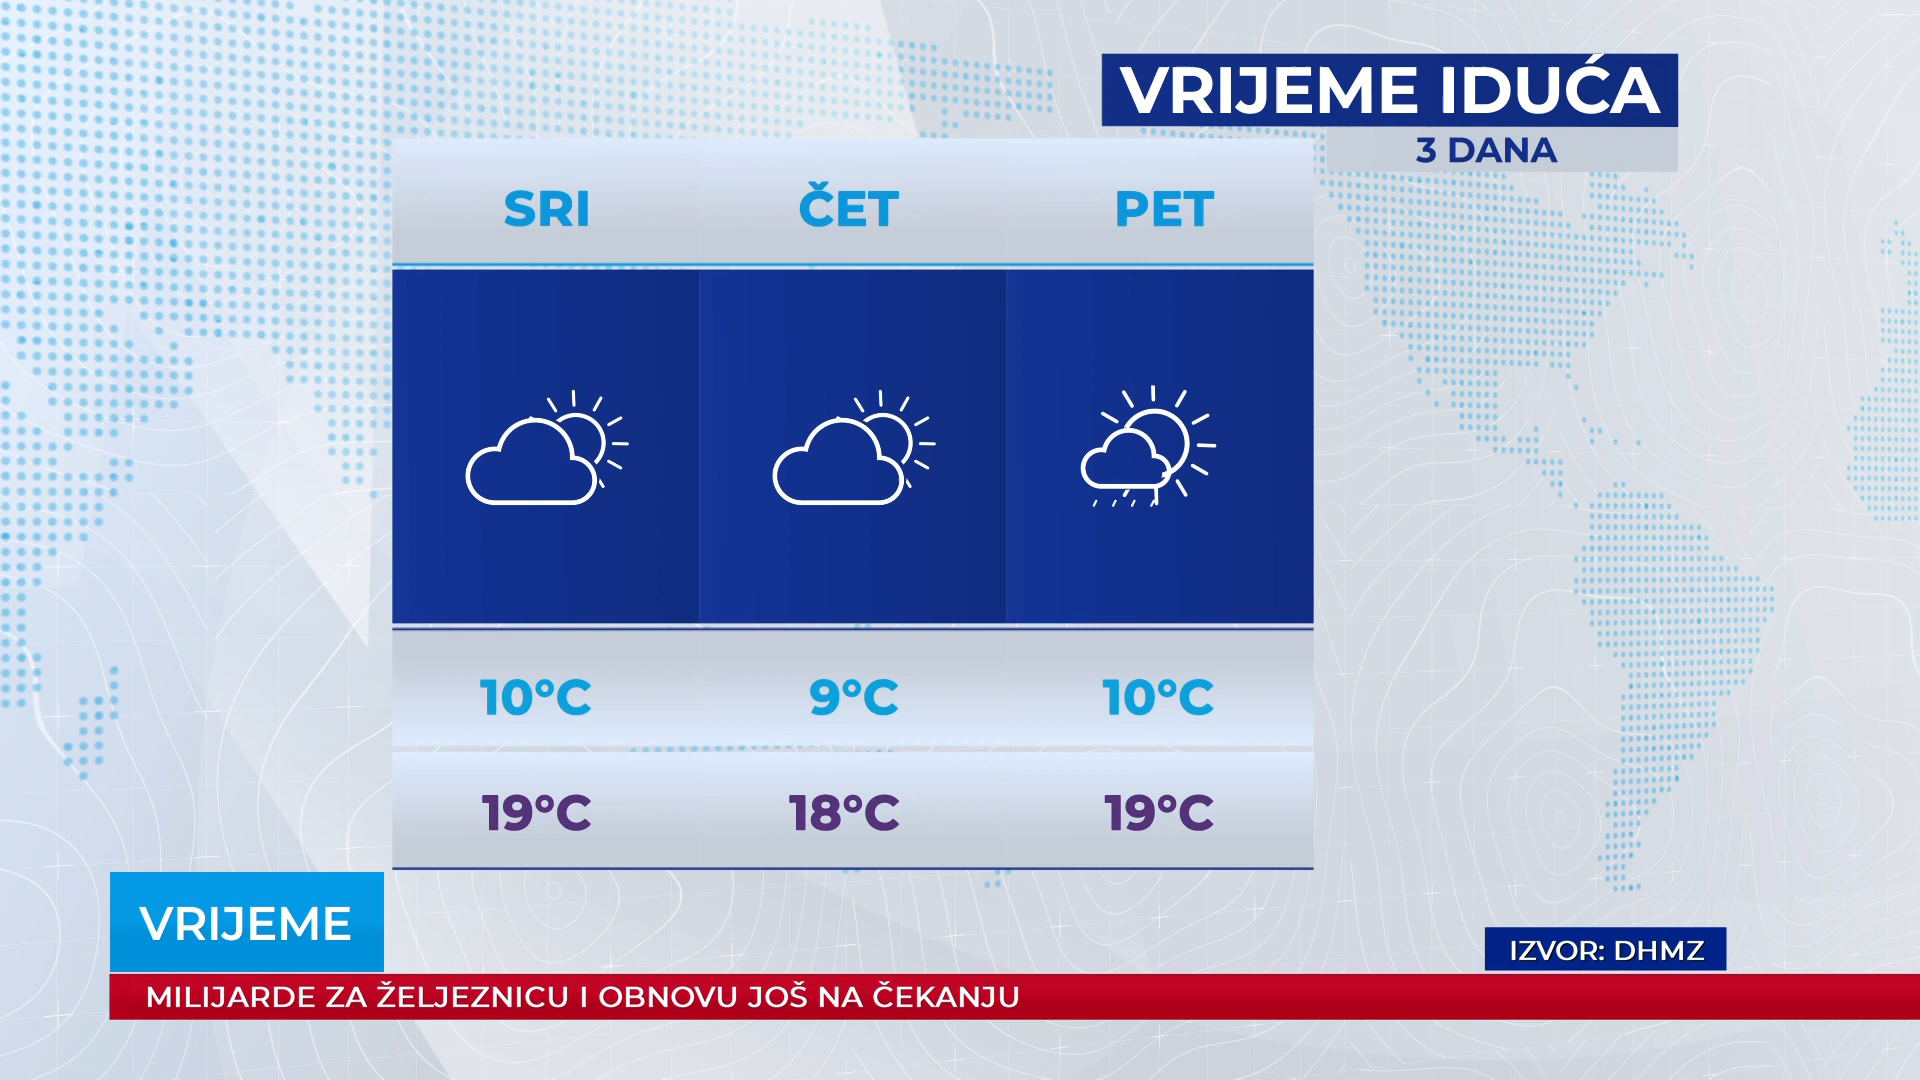 VRIJEME IDUĆA
3 DANA
SRI ČET PET
10°C 9°C 10°C
19°C 18°C 19°C
VRIJEME
IZVOR: DHMZ
MILIJARDE ZA ŽELJEZNICU I OBNOVU JOŠ NA ČEKANJU